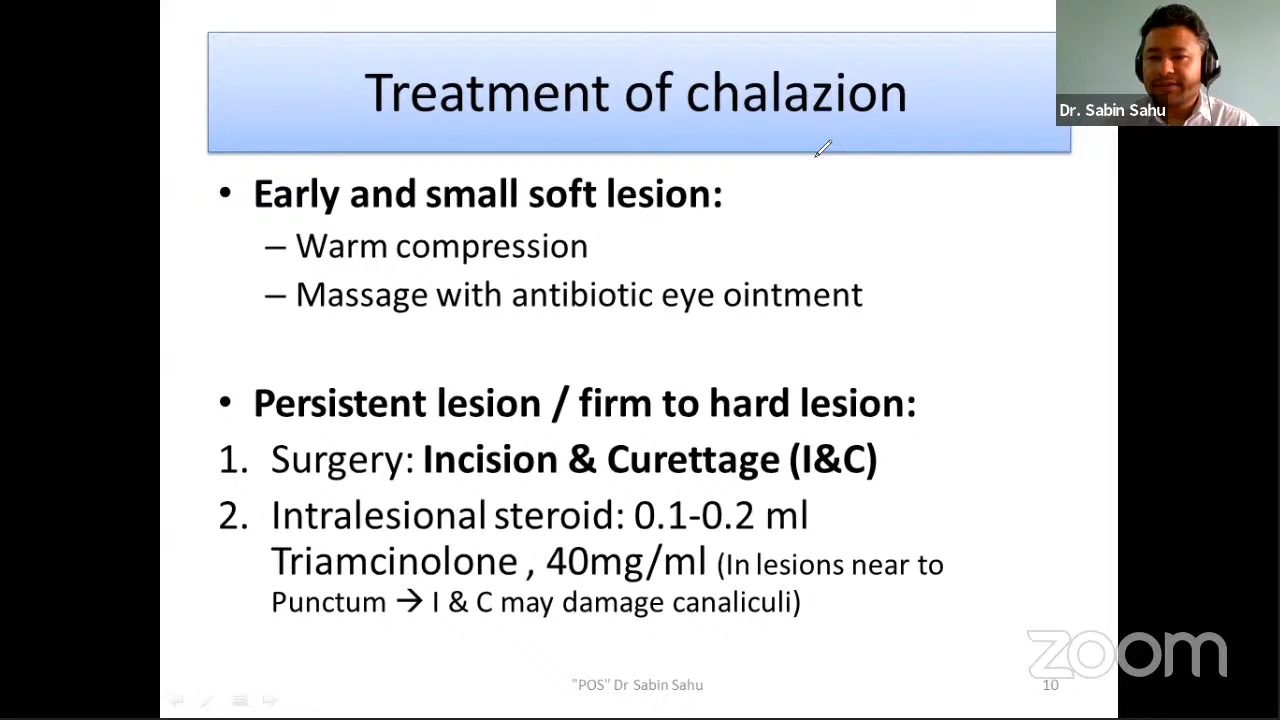 Treatment of chalazion
Dr. Sabin Sahu
• Early and small soft lesion:
– Warm compression
– Massage with antibiotic eye ointment
• Persistent lesion / firm to hard lesion:
1. Surgery: Incision & Curettage (I&C)
2. Intralesional steroid: 0.1-0.2 ml
Triamcinolone , 40mg/ml (In lesions near to
Punctum → I & C may damage canaliculi)
zoom
"POS" Dr Sabin Sahu
10